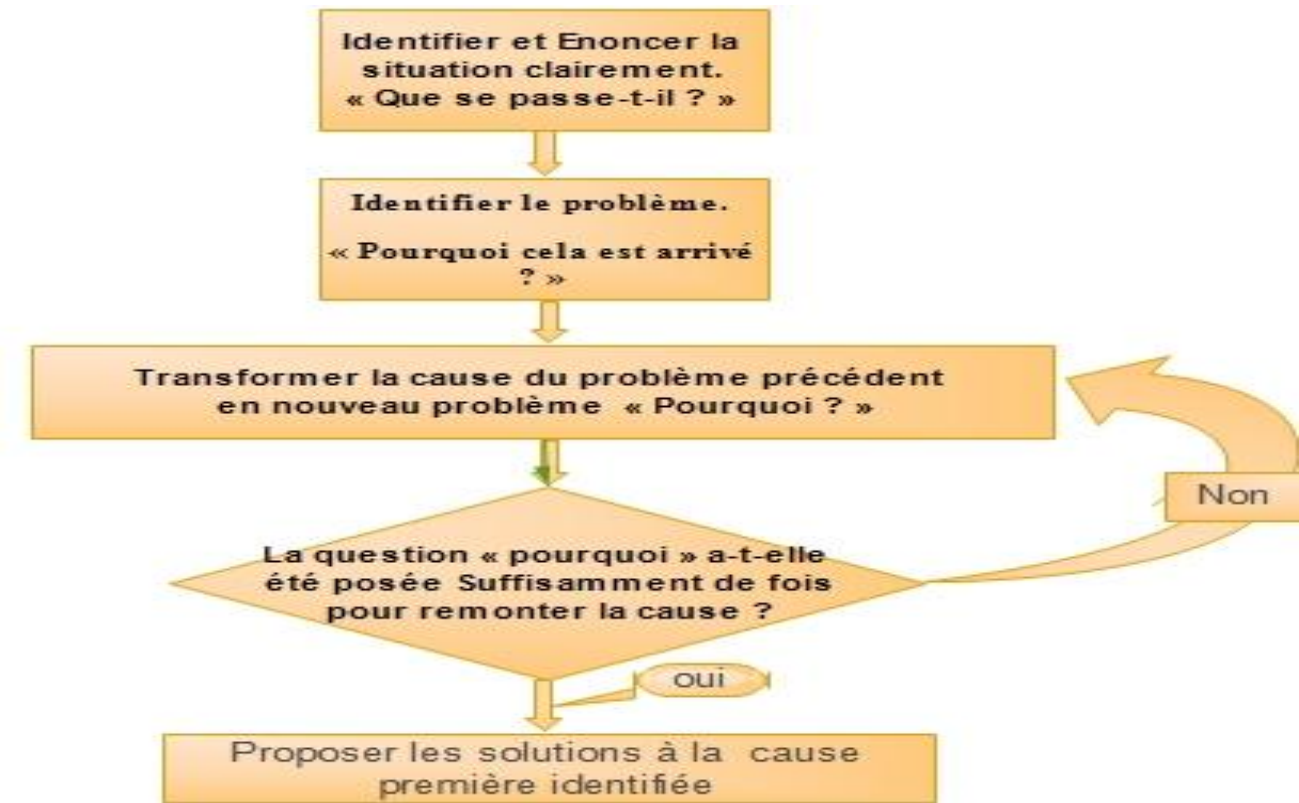 Identifier et Enoncer la
situation clairement.
« Que se passe-t-il ? »
Identifier le problème.
« Pourquoi cela est arrivé
? »
Transformer la cause du problème précédent
en nouveau problème « Pourquoi ? »
Non
La question « pourquoi » a-t-elle
été posée Suffisamment de fois
pour remonter la cause ?
oui
Proposer les solutions à la cause
première identifiée